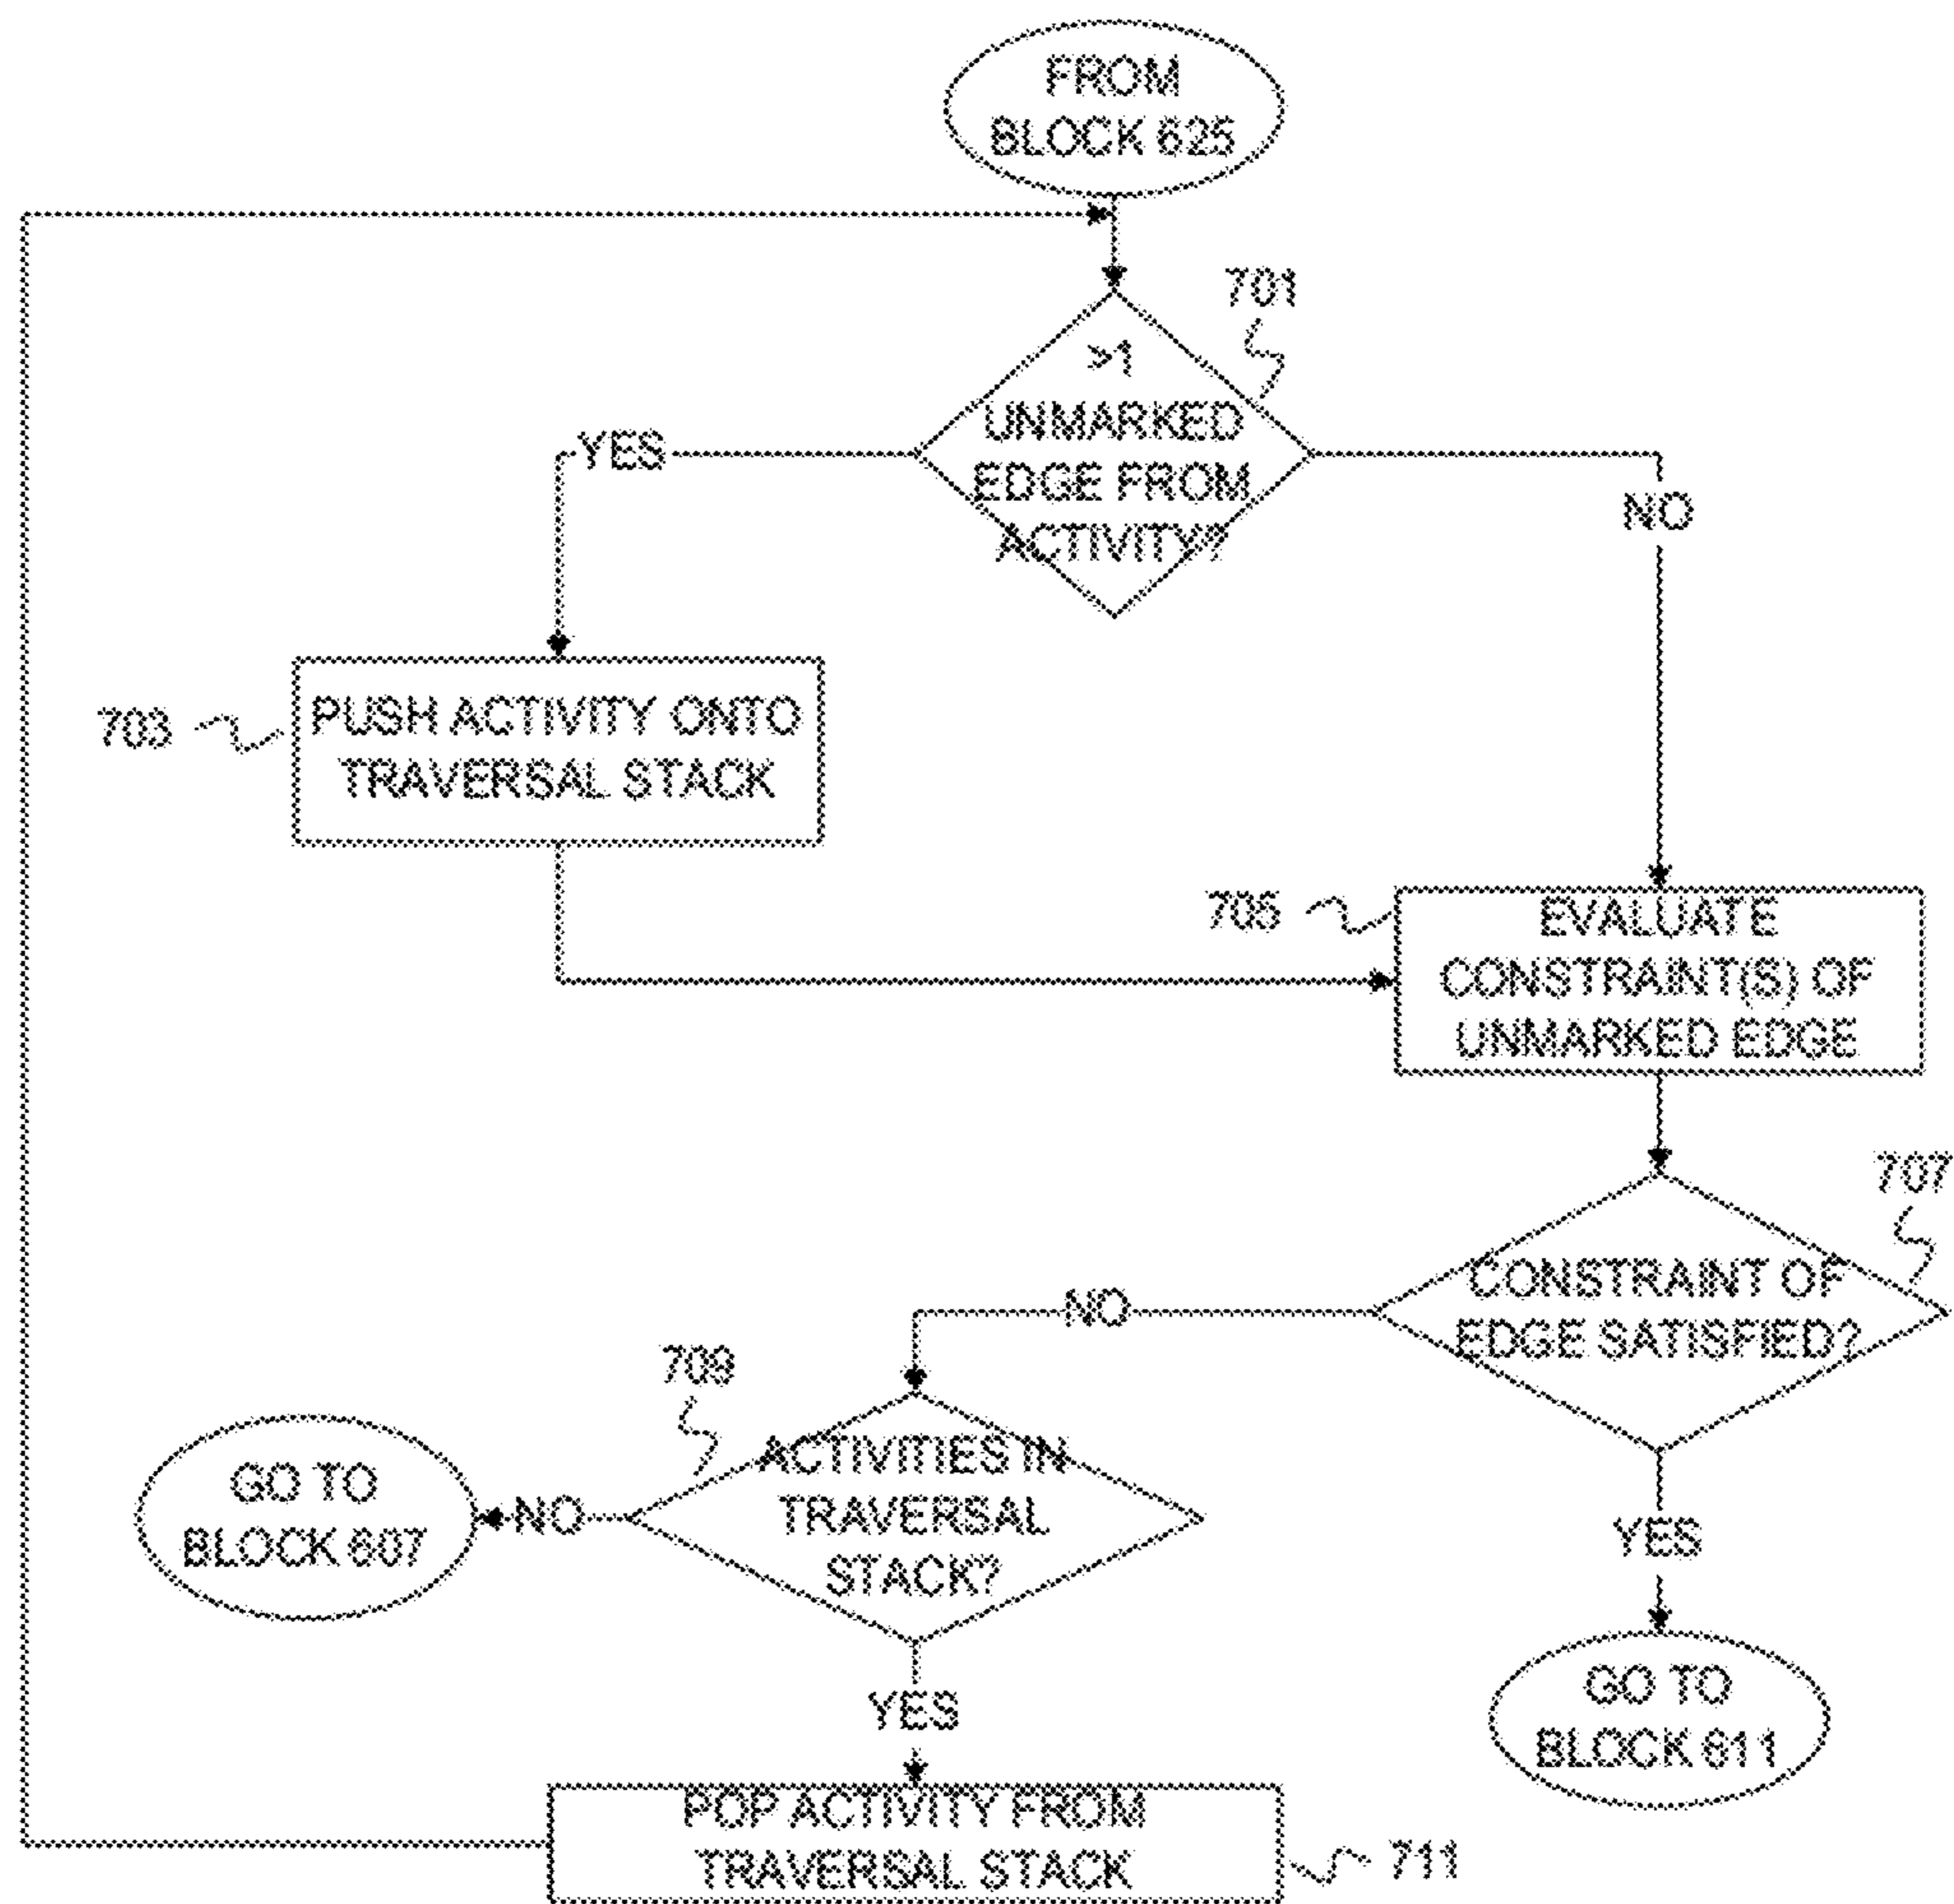 FROM
BLOCK 625
701
>1
UNMARKED
EDGE FROM
ACTIVITY?
YES
NO
703
PUSH ACTIVITY ONTO
TRAVERSAL STACK
705
EVALUATE
CONSTRAINT(S) OF
UNMARKED EDGE
707
CONSTRAINT OF
EDGE SATISFIED?
NO
709
ACTIVITIES IN
TRAVERSAL
STACK?
GO TO
BLOCK 607
NO
YES
YES
GO TO
BLOCK 611
POP ACTIVITY FROM
TRAVERSAL STACK
711